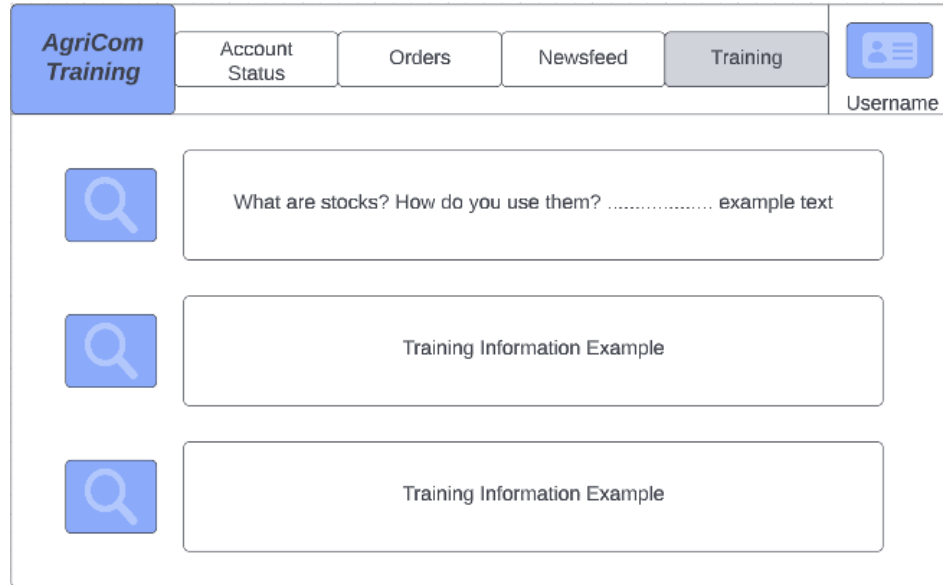 AgriCom
Training
Account
Status
Orders
Newsfeed
Training
Username
What are stocks? How do you use them? ................... example text
Training Information Example
Training Information Example